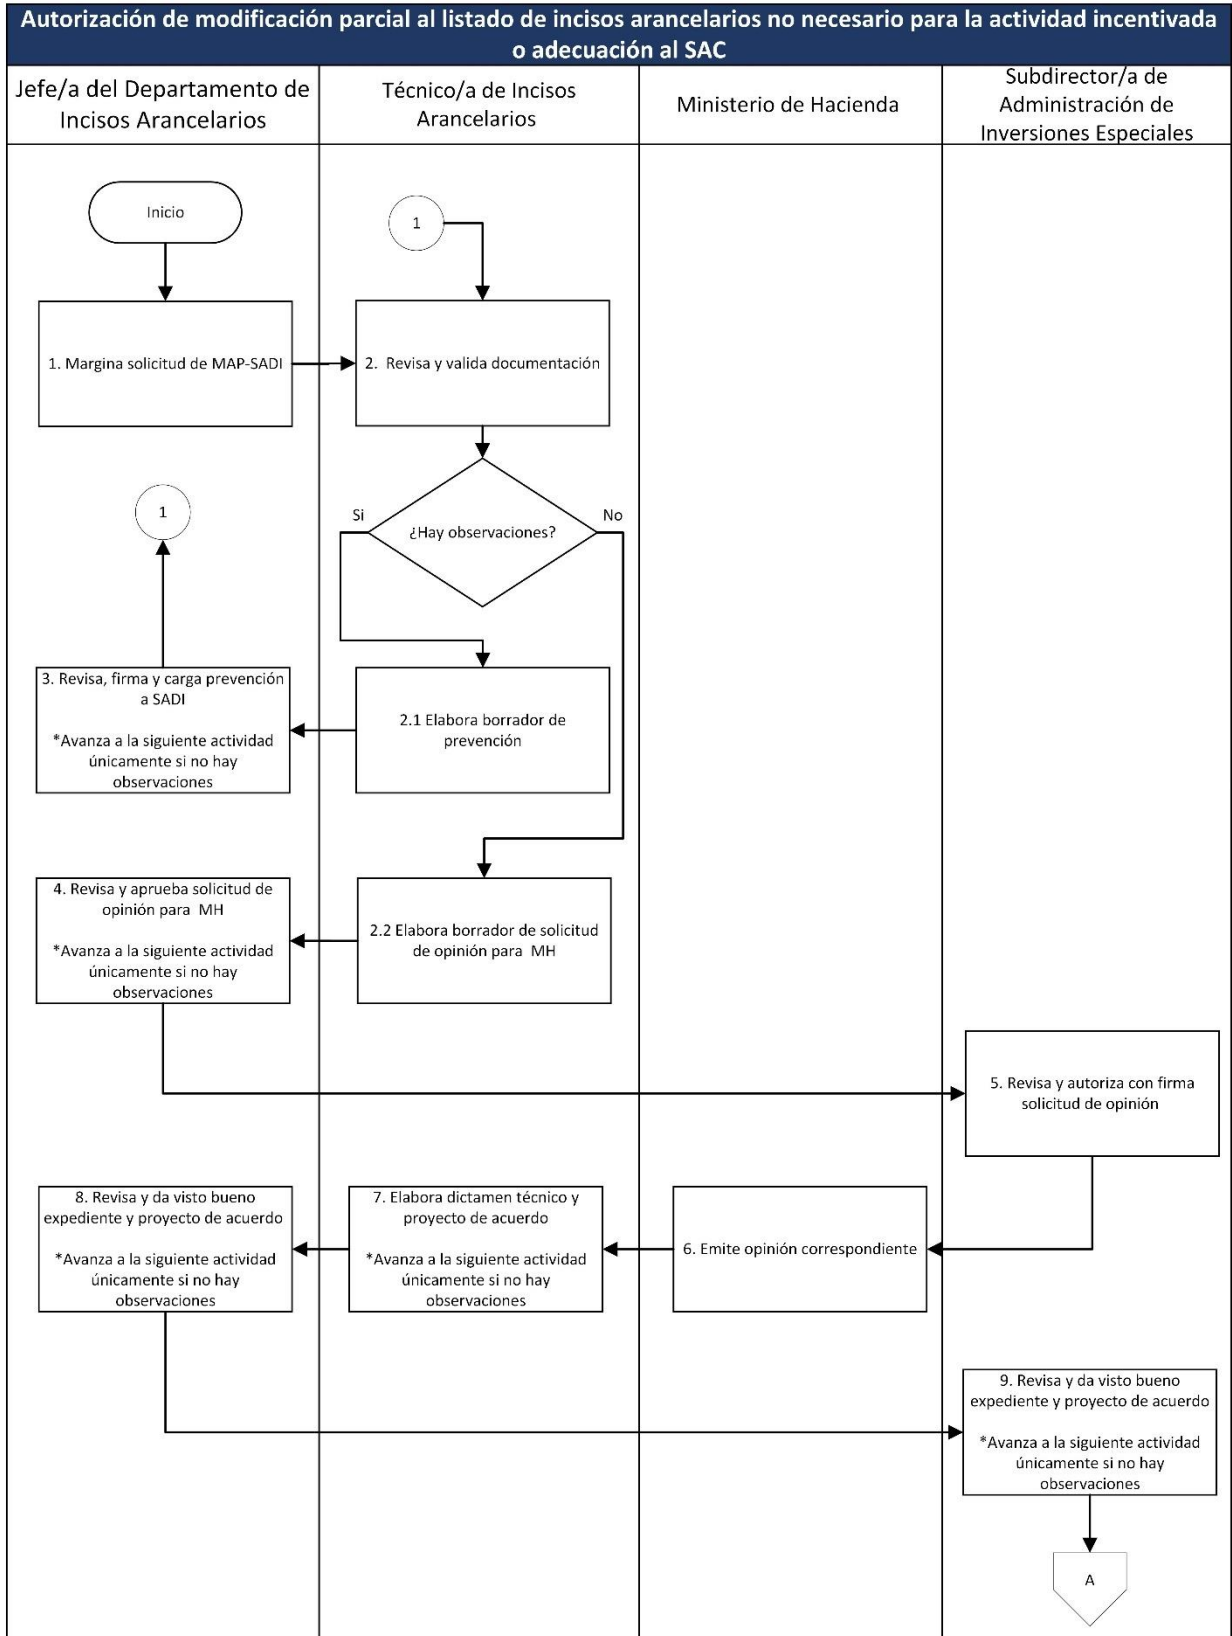 Autorización de modificación parcial al listado de incisos arancelarios no necesario para la actividad incentivada
o adecuación al SAC
Jefe/a del Departamento de
Incisos Arancelarios
Técnico/a de Incisos
Arancelarios
Ministerio de Hacienda
Subdirector/a de
Administración de
Inversiones Especiales
Inicio
1
1. Margina solicitud de MAP-SADI
2. Revisa y valida documentación
1
Si
¿Hay observaciones?
No
3. Revisa, firma y carga prevención
a SADI
*Avanza a la siguiente actividad
únicamente si no hay
observaciones
2.1 Elabora borrador de
prevención
4. Revisa y aprueba solicitud de
opinión para MH
*Avanza a la siguiente actividad
únicamente si no hay
observaciones
2.2 Elabora borrador de solicitud
de opinión para MH
5. Revisa y autoriza con firma
solicitud de opinión
8. Revisa y da visto bueno
expediente y proyecto de acuerdo
*Avanza a la siguiente actividad
únicamente si no hay
observaciones
7. Elabora dictamen técnico y
proyecto de acuerdo
*Avanza a la siguiente actividad
únicamente si no hay
observaciones
6. Emite opinión correspondiente
9. Revisa y da visto bueno
expediente y proyecto de acuerdo
*Avanza a la siguiente actividad
únicamente si no hay
observaciones
A